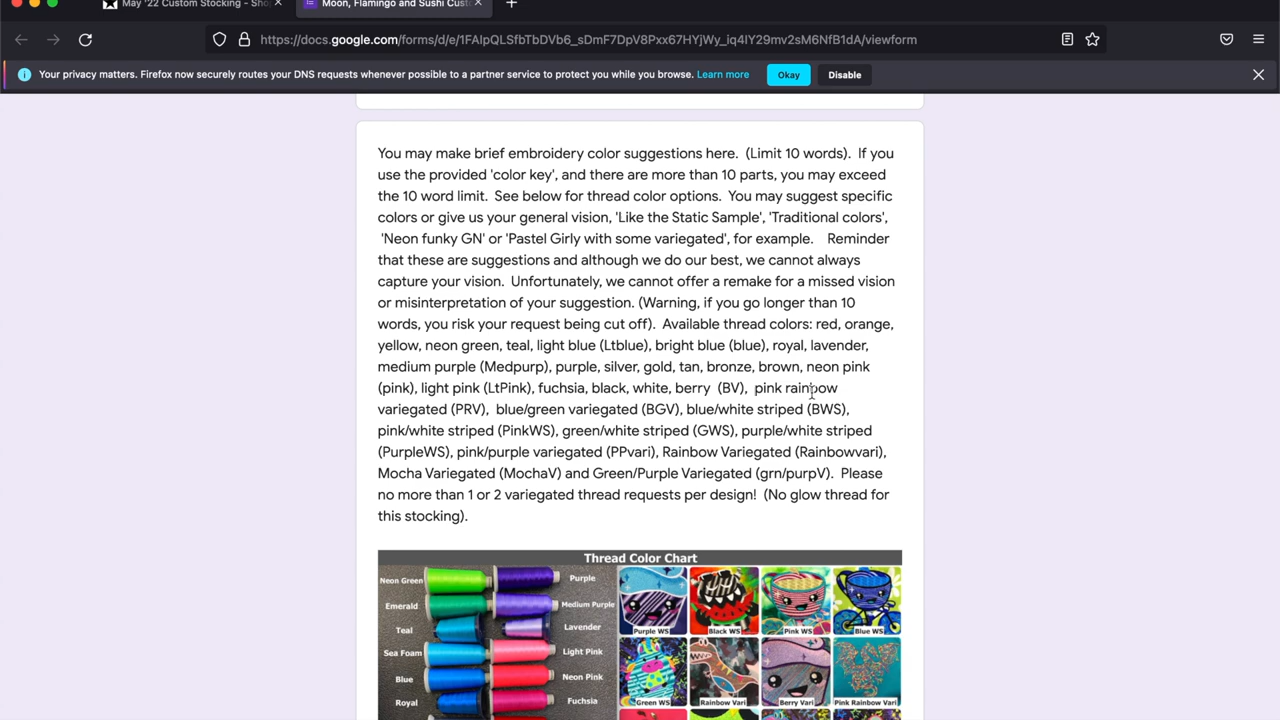 May '22 Custom Stocking - Sho
Moon, Flamingo and Sushi Cust
https://docs.google.com/forms/d/e/1FAIpQLSfbTbDVb6_sDmF7DpV8Pxx67HYjWy_iq4IY29mv2sM6NfB1dA/viewform
Your privacy matters. Firefox now securely routes your DNS requests whenever possible to a partner service to protect you while you browse. Learn more Okay Disable
You may make brief embroidery color suggestions here. (Limit 10 words). If you
use the provided 'color key', and there are more than 10 parts, you may exceed
the 10 word limit. See below for thread color options. You may suggest specific
colors or give us your general vision, 'Like the Static Sample', 'Traditional colors',
'Neon funky GN' or 'Pastel Girly with some variegated', for example. Reminder
that these are suggestions and although we do our best, we cannot always
capture your vision. Unfortunately, we cannot offer a remake for a missed vision
or misinterpretation of your suggestion. (Warning, if you go longer than 10
words, you risk your request being cut off). Available thread colors: red, orange,
yellow, neon green, teal, light blue (Ltblue), bright blue (blue), royal, lavender,
medium purple (Medpurp), purple, silver, gold, tan, bronze, brown, neon pink
(pink), light pink (LtPink), fuchsia, black, white, berry (BV), pink rainbow
variegated (PRV), blue/green variegated (BGV), blue/white striped (BWS),
pink/white striped (PinkWS), green/white striped (GWS), purple/white striped
(PurpleWS), pink/purple variegated (PPvari), Rainbow Variegated (Rainbowvari),
Mocha Variegated (MochaV) and Green/Purple Variegated (grn/purpV). Please
no more than 1 or 2 variegated thread requests per design! (No glow thread for
this stocking).
Thread Color Chart
Neon Green Purple
Emerald Medium Purple
Teal Lavender
Purple WS Black WS Pink WS Blue WS
Sea Foam Light Pink
Blue Neon Pink
Royal Fuchsia
Green WS Rainbow Vari Berry Vari Pink Rainbow Vari